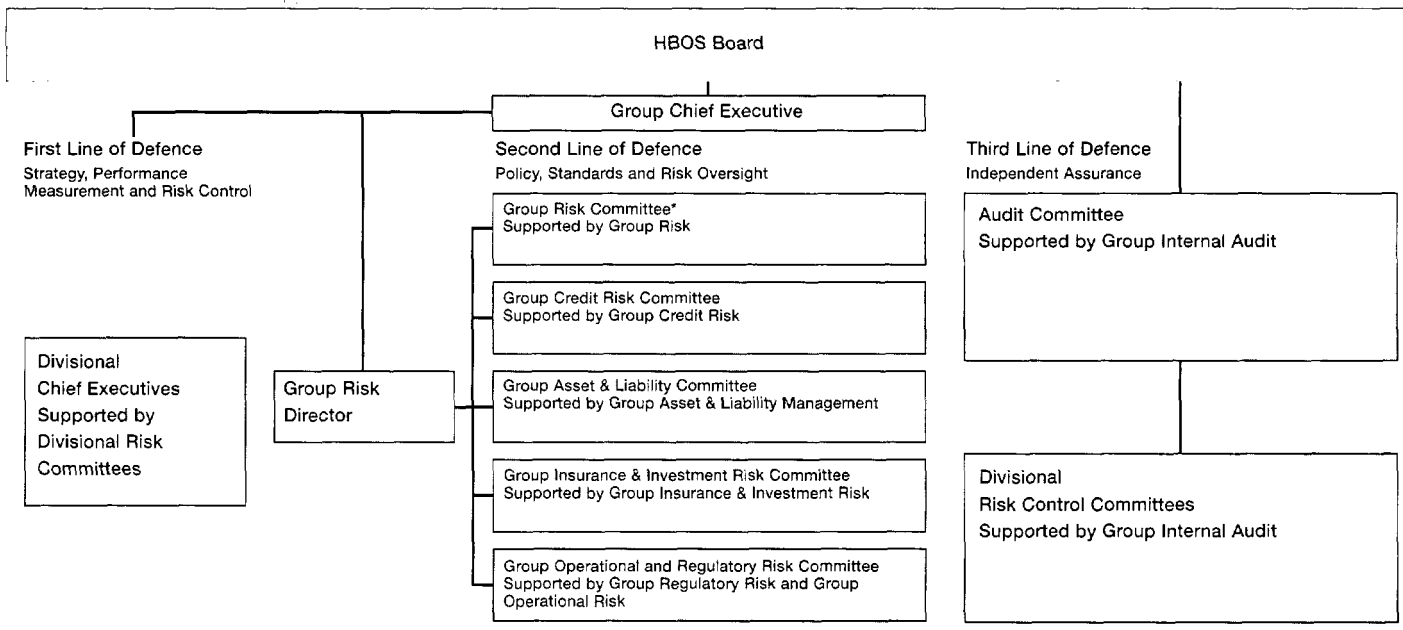 HBOS Board
Group Chief Executive
First Line of Defence
Strategy, Performance
Measurement and Risk Control
Divisional
Chief Executives
Supported by
Divisional Risk
Committees
Group Risk
Director
Second Line of Defence
Policy, Standards and Risk Oversight
Group Risk Committee*
Supported by Group Risk
Group Credit Risk Committee
Supported by Group Credit Risk
Group Asset & Liability Committee
Supported by Group Asset & Liability Management
Group Insurance & Investment Risk Committee
Supported by Group Insurance & Investment Risk
Group Operational and Regulatory Risk Committee
Supported by Group Regulatory Risk and Group
Operational Risk
Third Line of Defence
Independent Assurance
Audit Committee
Supported by Group Internal Audit
Divisional
Risk Control Committees
Supported by Group Internal Audit